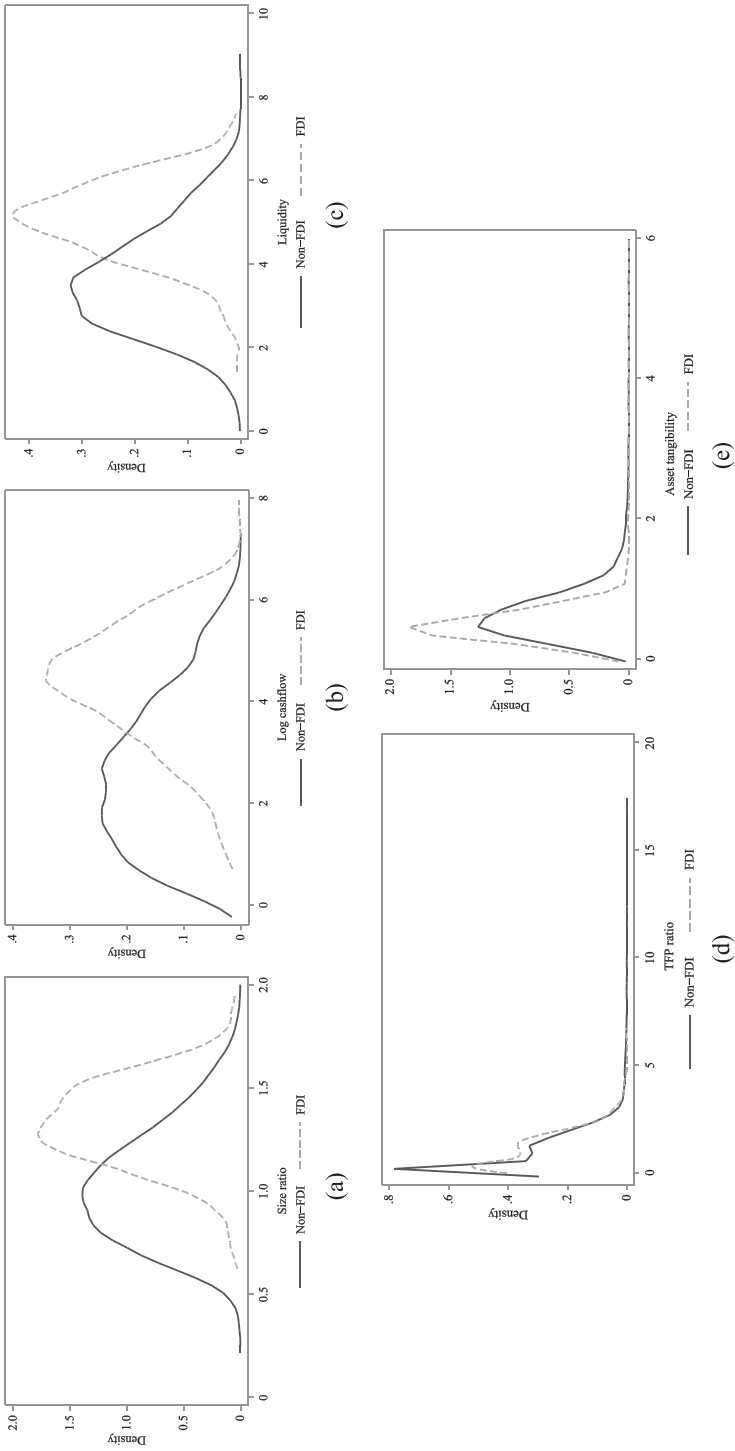 2.0
1.5
1.0
0.5
0
Density
0 0.5 1.0 1.5 2.0
Size ratio
Non–FDI FDI
(a)
.4
.3
.2
.1
0
Density
0 2 4 6 8
Log cashflow
Non–FDI FDI
(b)
.4
.3
.2
.1
0
Density
0 2 4 6 8 10
Liquidity
Non–FDI FDI
(c)
.8
.6
.4
.2
0
Density
0 5 10 15 20
TFP ratio
Non–FDI FDI
(d)
2.0
1.5
1.0
0.5
0
Density
0 2 4 6
Asset tangibility
Non–FDI FDI
(e)